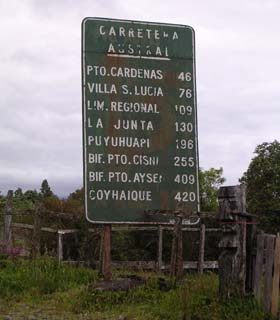 CARRETERA
AUSTRAL
PTO. CARDENAS 46
VILLA S. LUCIA 76
LIM. REGIONAL 109
LA JUNTA 130
PUYUHUAPI 196
BIF. PTO. CISNE 255
BIF. PTO. AYSEN 409
COYHAIQUE 420